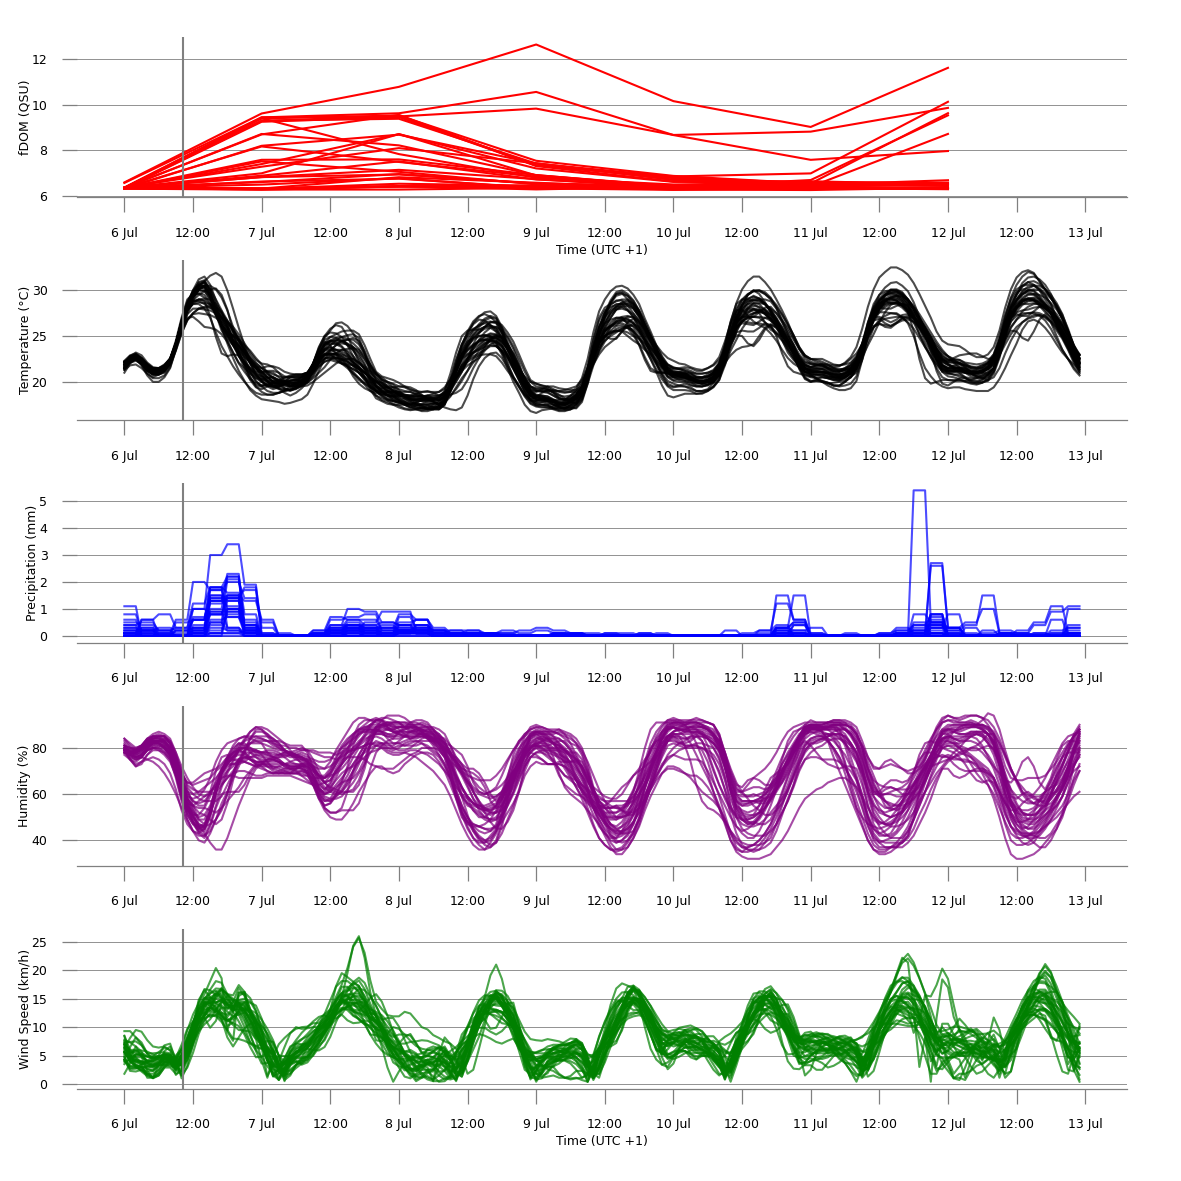 12
10
8
6
fDOM (QSU)
6 Jul 12:00 7 Jul 12:00 8 Jul 12:00 9 Jul 12:00 10 Jul 12:00 11 Jul 12:00 12 Jul 12:00 13 Jul
Time (UTC +1)
30
25
20
Temperature (°C)
6 Jul 12:00 7 Jul 12:00 8 Jul 12:00 9 Jul 12:00 10 Jul 12:00 11 Jul 12:00 12 Jul 12:00 13 Jul
5
4
3
2
1
0
Precipitation (mm)
6 Jul 12:00 7 Jul 12:00 8 Jul 12:00 9 Jul 12:00 10 Jul 12:00 11 Jul 12:00 12 Jul 12:00 13 Jul
80
60
40
Humidity (%)
6 Jul 12:00 7 Jul 12:00 8 Jul 12:00 9 Jul 12:00 10 Jul 12:00 11 Jul 12:00 12 Jul 12:00 13 Jul
25
20
15
10
5
0
Wind Speed (km/h)
6 Jul 12:00 7 Jul 12:00 8 Jul 12:00 9 Jul 12:00 10 Jul 12:00 11 Jul 12:00 12 Jul 12:00 13 Jul
Time (UTC +1)